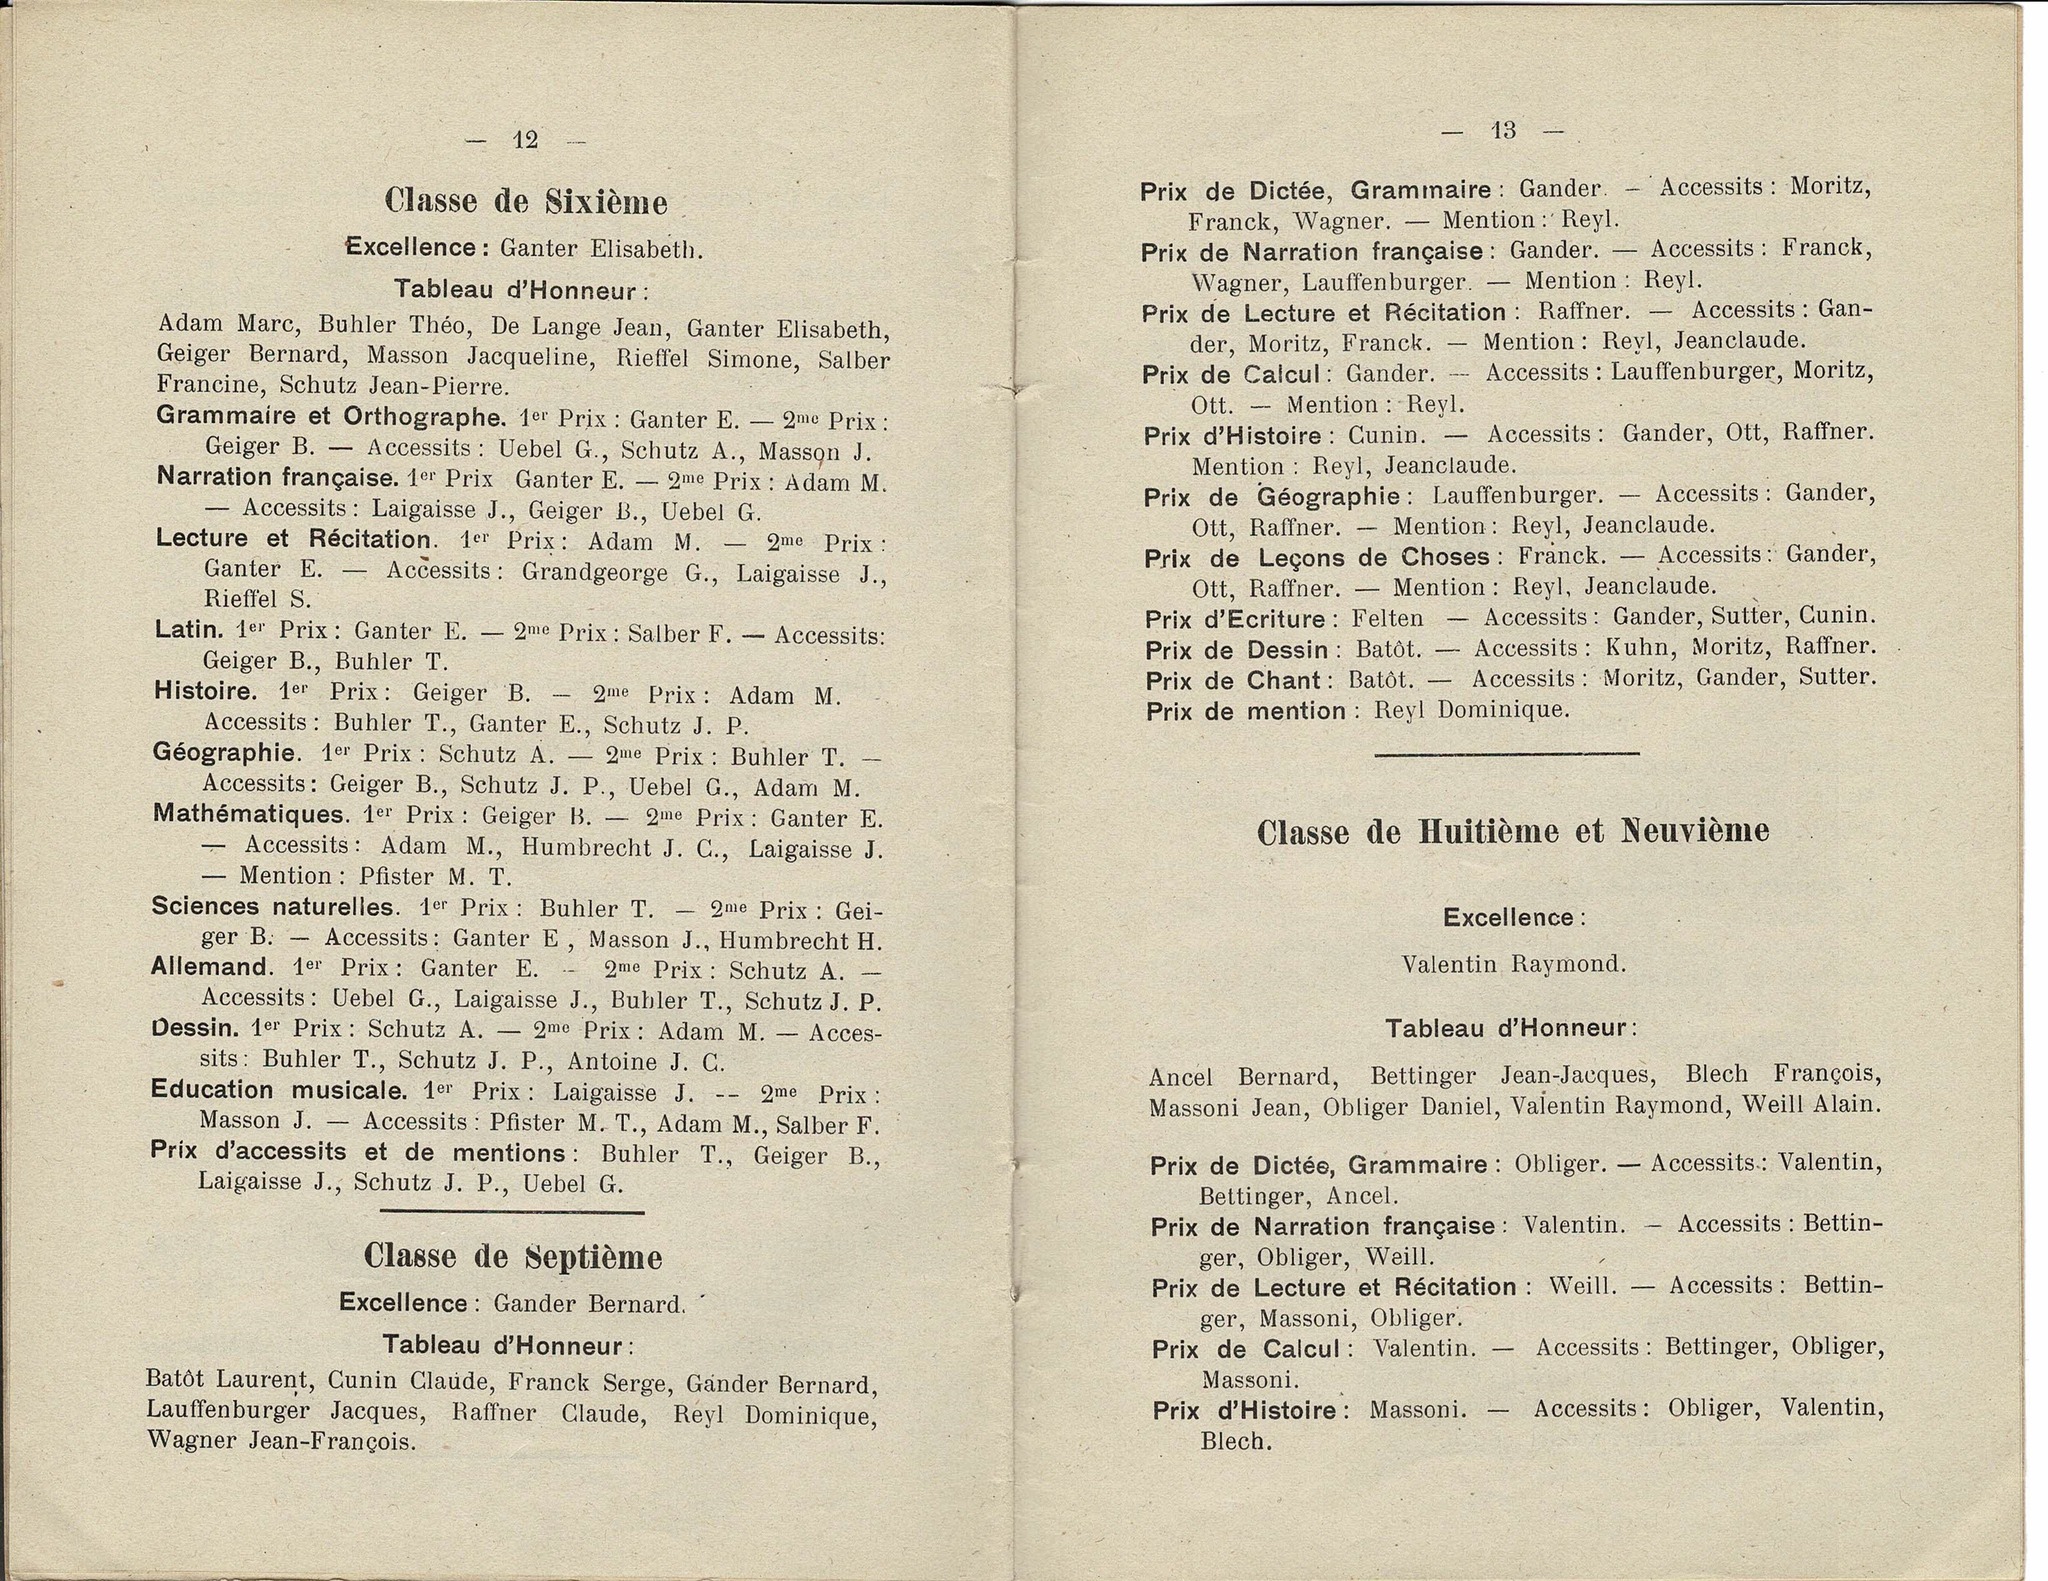 — 12 —
Classe de Sixième
Excellence : Ganter Elisabeth.
Tableau d'Honneur :
Adam Marc, Buhler Théo, De Lange Jean, Ganter Elisabeth,
Geiger Bernard, Masson Jacqueline, Rieffel Simone, Salber
Francine, Schutz Jean-Pierre.
Grammaire et Orthographe. 1er Prix : Ganter E. — 2me Prix :
Geiger B. — Accessits : Uebel G., Schutz A., Masson J.
Narration française. 1er Prix Ganter E. — 2me Prix : Adam M.
— Accessits : Laigaisse J., Geiger B., Uebel G.
Lecture et Récitation. 1er Prix : Adam M. — 2me Prix :
Ganter E. — Accessits : Grandgeorge G., Laigaisse J.,
Rieffel S.
Latin. 1er Prix : Ganter E. — 2me Prix : Salber F. — Accessits:
Geiger B., Buhler T.
Histoire. 1er Prix : Geiger B. — 2me Prix : Adam M.
Accessits : Buhler T., Ganter E., Schutz J. P.
Géographie. 1er Prix : Schutz A. — 2me Prix : Buhler T. —
Accessits : Geiger B., Schutz J. P., Uebel G., Adam M.
Mathématiques. 1er Prix : Geiger B. — 2me Prix : Ganter E.
— Accessits : Adam M., Humbrecht J. C., Laigaisse J.
— Mention : Pfister M. T.
Sciences naturelles. 1er Prix : Buhler T. — 2me Prix : Gei-
ger B. — Accessits : Ganter E , Masson J., Humbrecht H.
Allemand. 1er Prix : Ganter E. -- 2me Prix : Schutz A. —
Accessits : Uebel G., Laigaisse J., Buhler T., Schutz J. P.
Dessin. 1er Prix : Schutz A. — 2me Prix : Adam M. — Acces-
sits : Buhler T., Schutz J. P., Antoine J. C.
Education musicale. 1er Prix : Laigaisse J. -- 2me Prix :
Masson J. — Accessits : Pfister M. T., Adam M., Salber F.
Prix d'accessits et de mentions : Buhler T., Geiger B.,
Laigaisse J., Schutz J. P., Uebel G.
Classe de Septième
Excellence : Gander Bernard.
Tableau d'Honneur :
Batôt Laurent, Cunin Claude, Franck Serge, Gander Bernard,
Lauffenburger Jacques, Raffner Claude, Reyl Dominique,
Wagner Jean-François.
— 13 —
Prix de Dictée, Grammaire : Gander. — Accessits : Moritz,
Franck, Wagner. — Mention : Reyl.
Prix de Narration française : Gander. — Accessits : Franck,
Wagner, Lauffenburger. — Mention : Reyl.
Prix de Lecture et Récitation : Raffner. — Accessits : Gan-
der, Moritz, Franck. — Mention : Reyl, Jeanclaude.
Prix de Calcul : Gander. — Accessits : Lauffenburger, Moritz,
Ott. — Mention : Reyl.
Prix d'Histoire : Cunin. — Accessits : Gander, Ott, Raffner.
Mention : Reyl, Jeanclaude.
Prix de Géographie : Lauffenburger. — Accessits : Gander,
Ott, Raffner. — Mention : Reyl, Jeanclaude.
Prix de Leçons de Choses : Franck. — Accessits : Gander,
Ott, Raffner. — Mention : Reyl, Jeanclaude.
Prix d'Ecriture : Felten — Accessits : Gander, Sutter, Cunin.
Prix de Dessin : Batôt. — Accessits : Kuhn, Moritz, Raffner.
Prix de Chant : Batôt. — Accessits : Moritz, Gander, Sutter.
Prix de mention : Reyl Dominique.
Classe de Huitième et Neuvième
Excellence :
Valentin Raymond.
Tableau d'Honneur :
Ancel Bernard, Bettinger Jean-Jacques, Blech François,
Massoni Jean, Obliger Daniel, Valentin Raymond, Weill Alain.
Prix de Dictée, Grammaire : Obliger. — Accessits : Valentin,
Bettinger, Ancel.
Prix de Narration française : Valentin. — Accessits : Bettin-
ger, Obliger, Weill.
Prix de Lecture et Récitation : Weill. — Accessits : Bettin-
ger, Massoni, Obliger.
Prix de Calcul : Valentin. — Accessits : Bettinger, Obliger,
Massoni.
Prix d'Histoire : Massoni. — Accessits : Obliger, Valentin,
Blech.